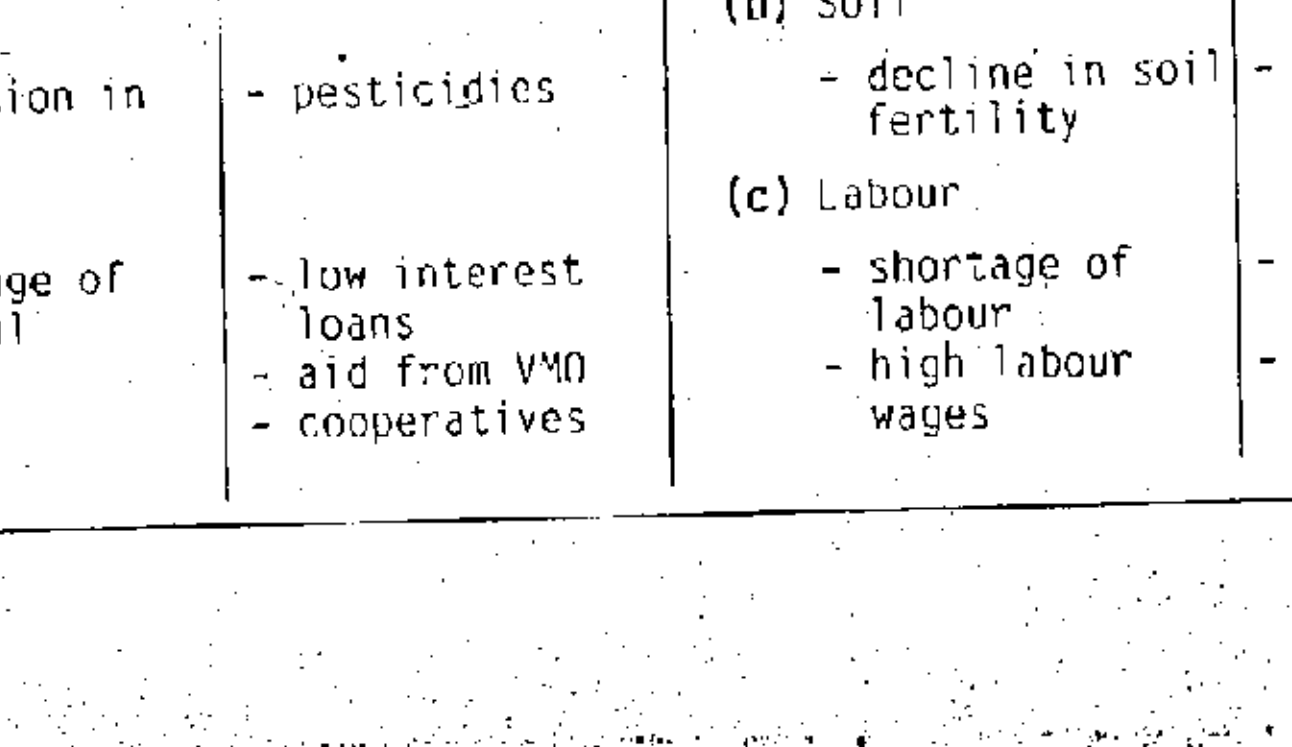 ion in
ge of
- pesticidies
- low interest
loans
- aid from VMO
- cooperatives
Soil
- decline in soil
fertility
(c) Labour
- shortage of
labour
- high labour
wages
-
-
-